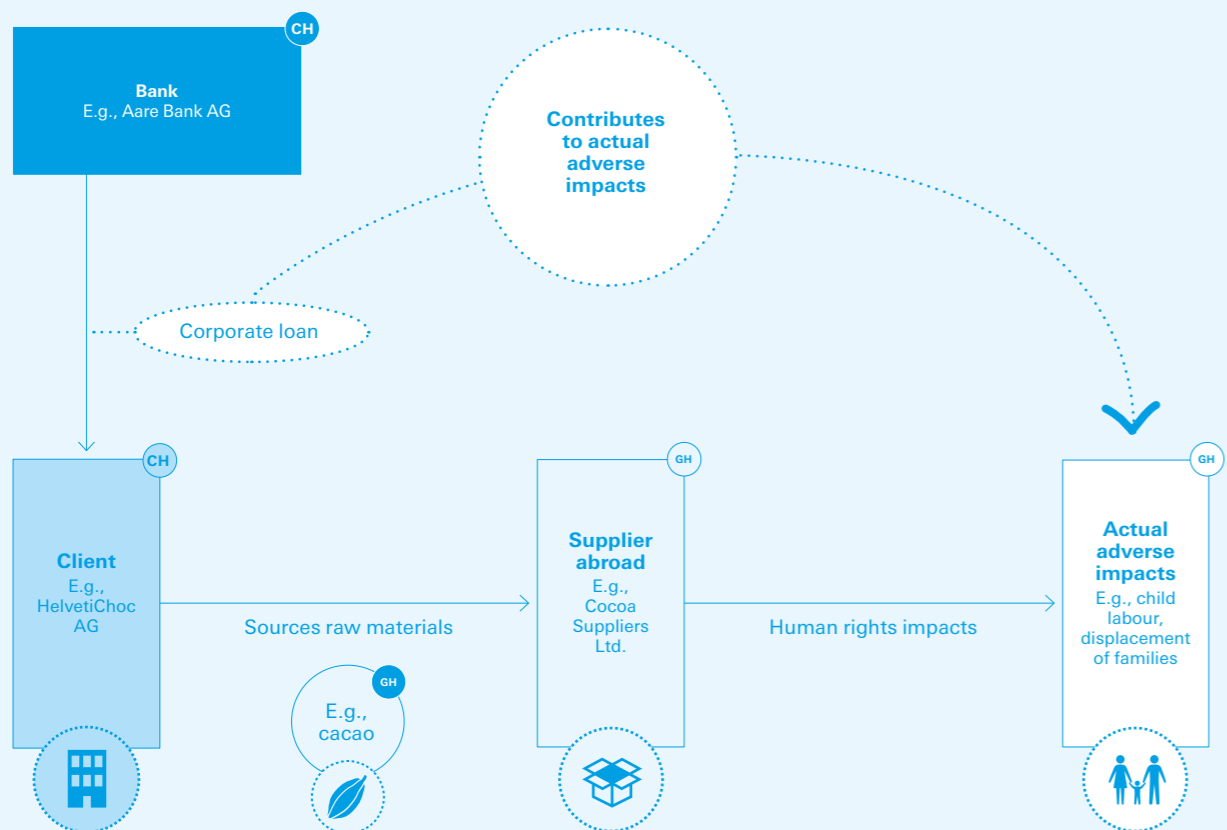 CH
Bank
E.g., Aare Bank AG
Contributes
to actual
adverse
impacts
Corporate loan
CH
Client
E.g.,
HelvetiChoc
AG
Sources raw materials
GH
E.g.,
cacao
GH
Supplier
abroad
E.g.,
Cocoa
Suppliers
Ltd.
Human rights impacts
GH
Actual
adverse
impacts
E.g., child
labour,
displacement
of families